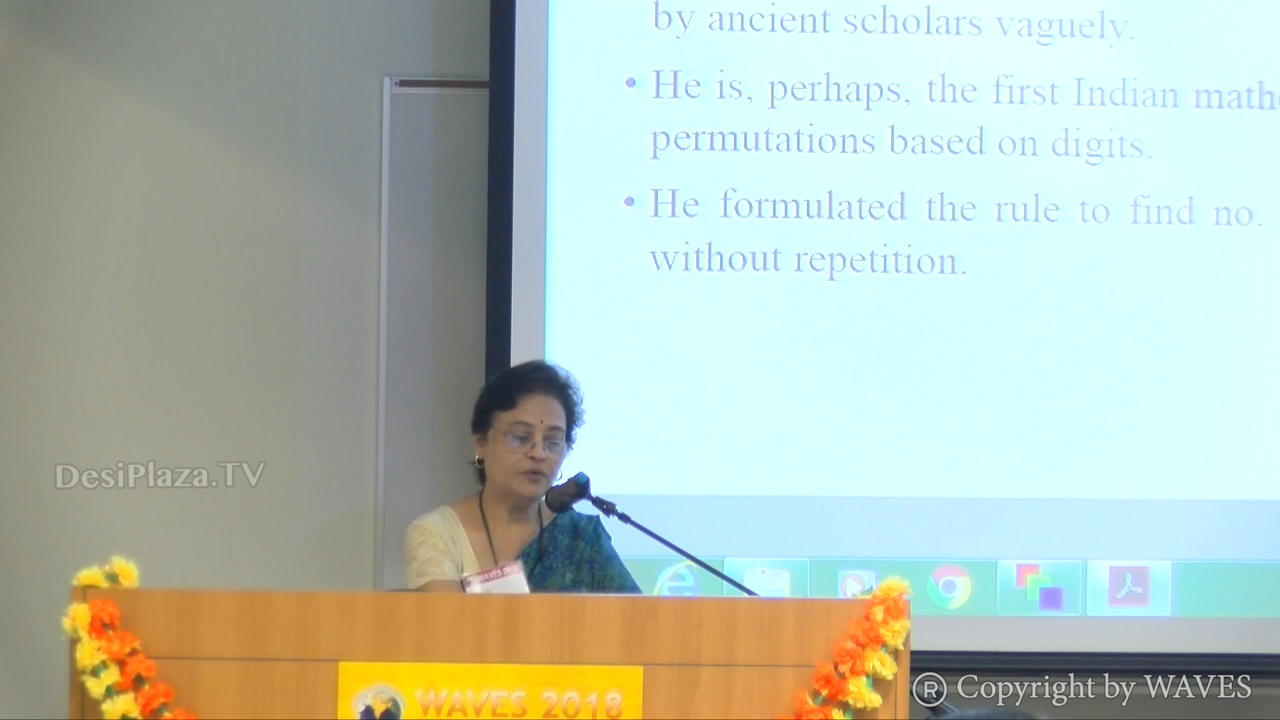 by ancient scholars vaguely.
• He is, perhaps, the first Indian
permutations based on digits.
• He formulated the rule to find no.
without repetition.
DesiPlaza.TV
WAVES 2018
® Copyright by WAVES